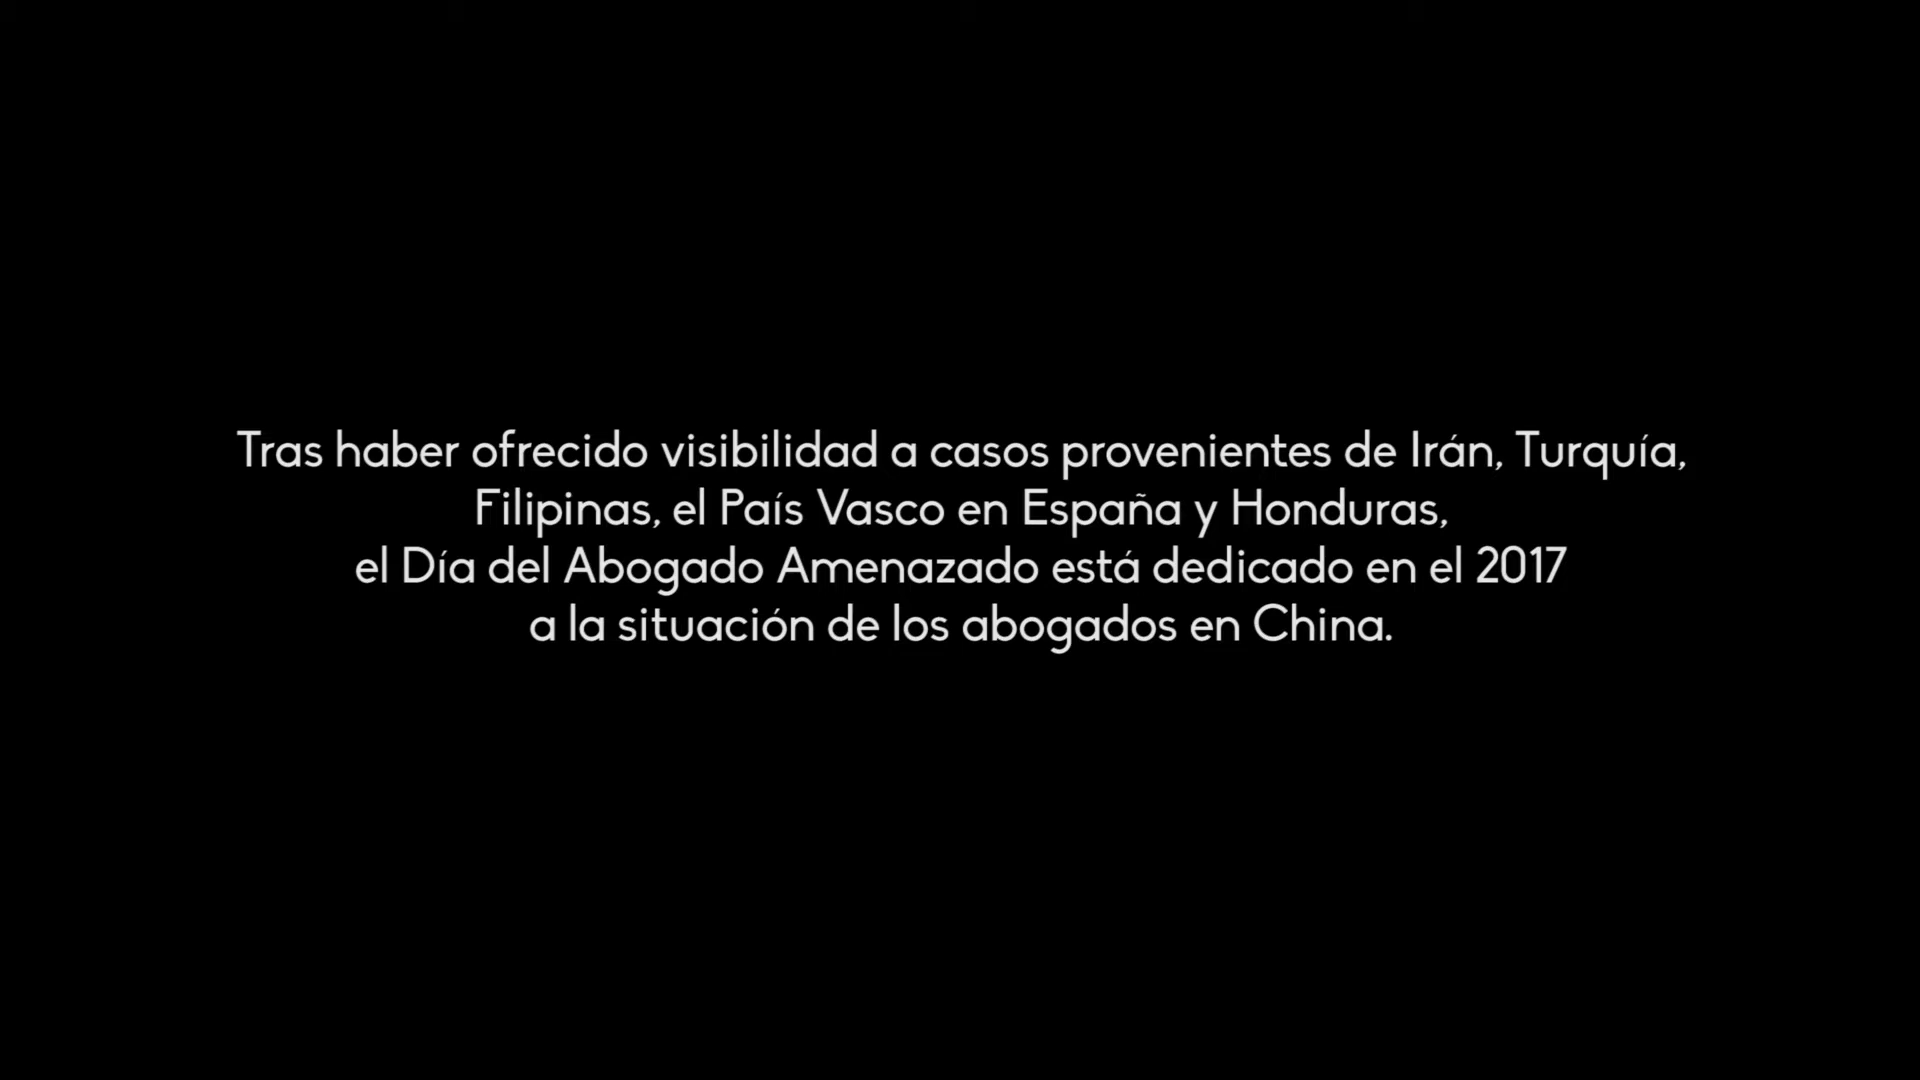 Tras haber ofrecido visibilidad a casos provenientes de Irán, Turquía,
Filipinas, el País Vasco en España y Honduras,
el Día del Abogado Amenazado está dedicado en el 2017
a la situación de los abogados en China.